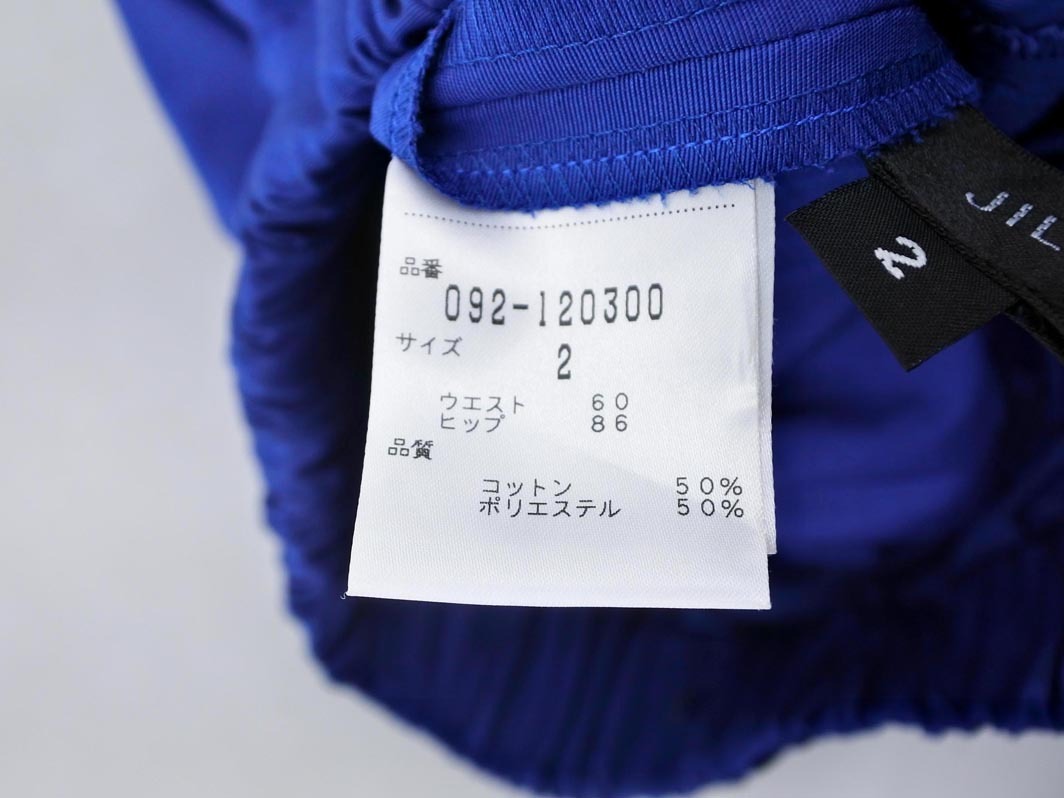 品番
092-120300
サイズ
2
ウエスト 60
ヒップ 86
品質
コットン 50%
ポリエステル 50%
2
JIL